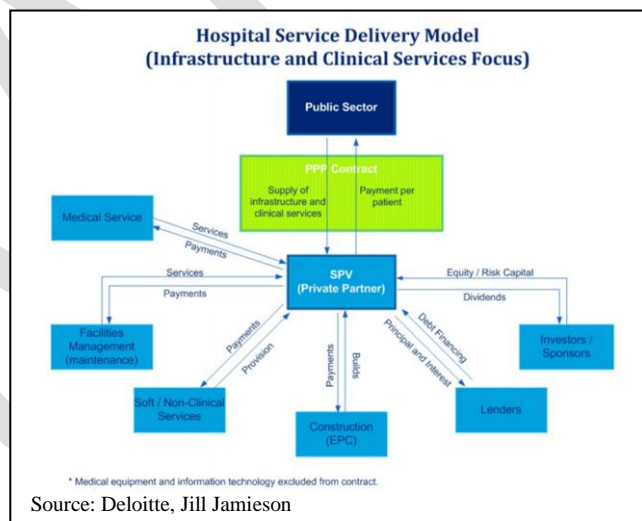 Hospital Service Delivery Model
(Infrastructure and Clinical Services Focus)
Public Sector
PPP Contract
Supply of
infrastructure and
clinical services
Payment per
patient
Medical Service
Services
Payments
SPV
(Private Partner)
Services
Payments
Equity / Risk Capital
Dividends
Facilities
Management
(maintenance)
Payments
Provision
Payments
Builds
Debt Financing
Principal and Interest
Investors /
Sponsors
Soft / Non-Clinical
Services
Construction
(EPC)
Lenders
* Medical equipment and information technology excluded from contract.
Source: Deloitte, Jill Jamieson